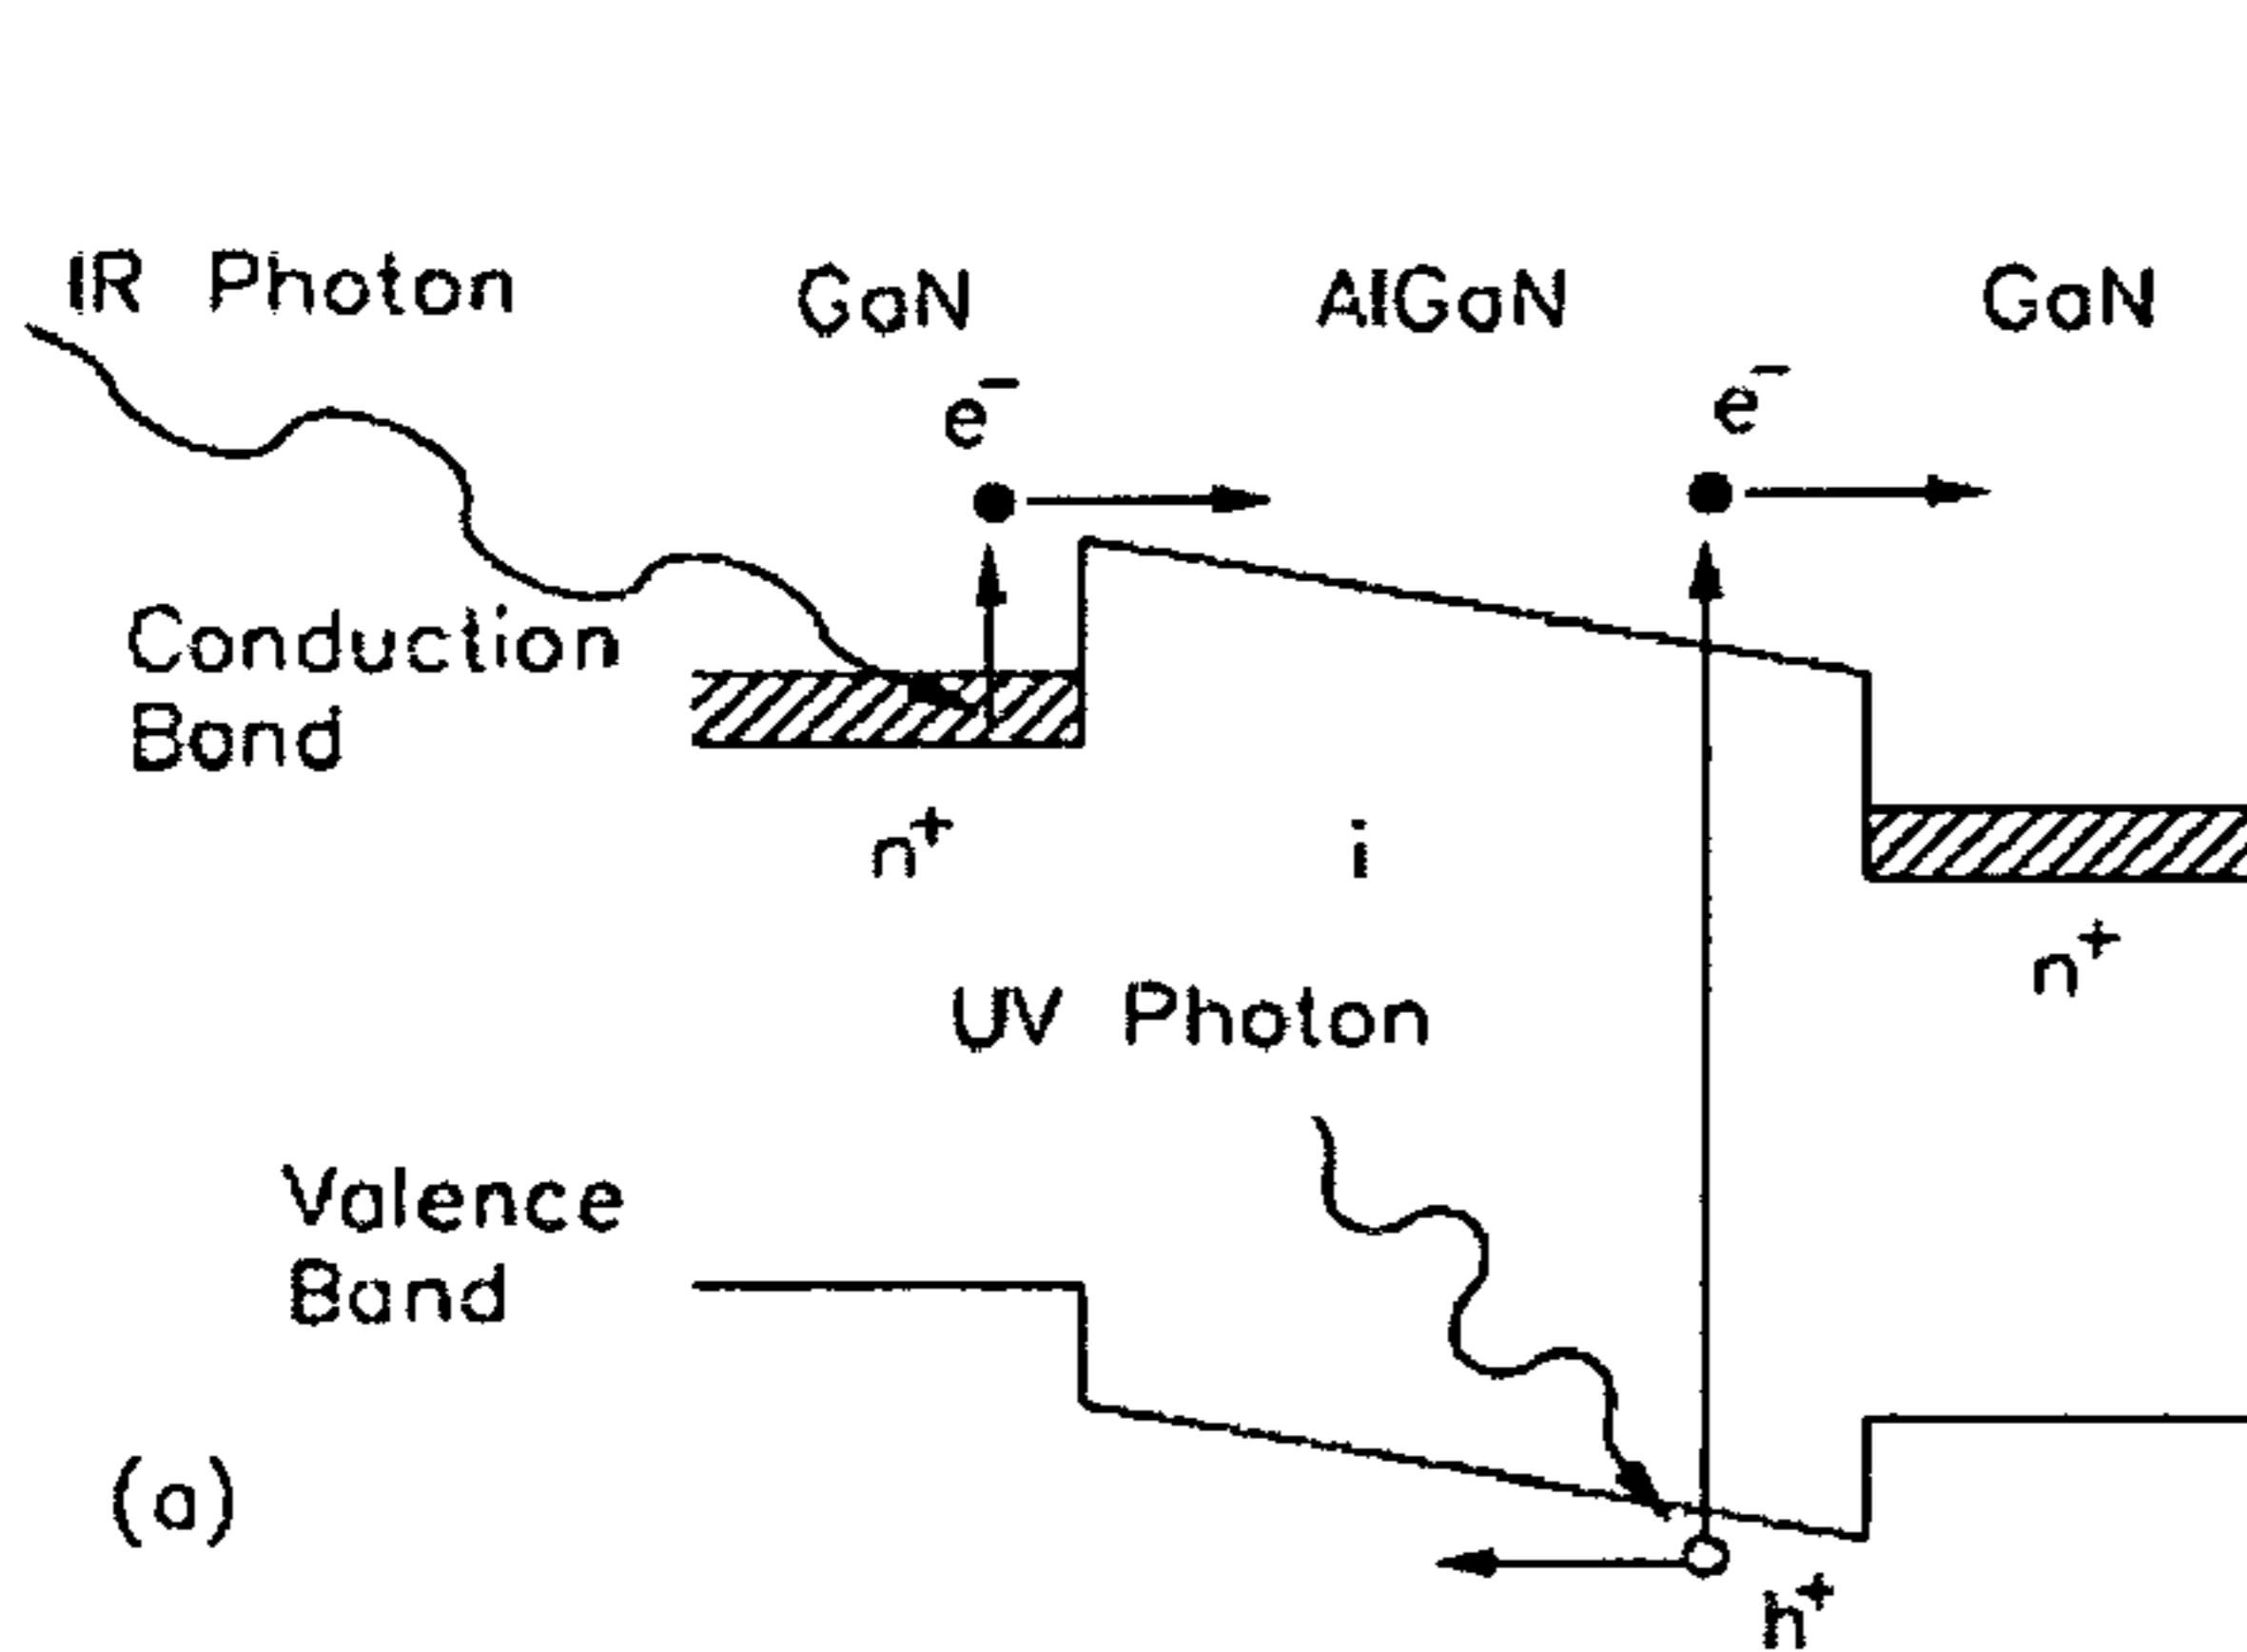 IR Photon
GaN
AlGaN
GaN
e⁻
e⁻
Conduction
Band
n⁺
i
n⁺
UV Photon
Valence
Band
(a)
h⁺